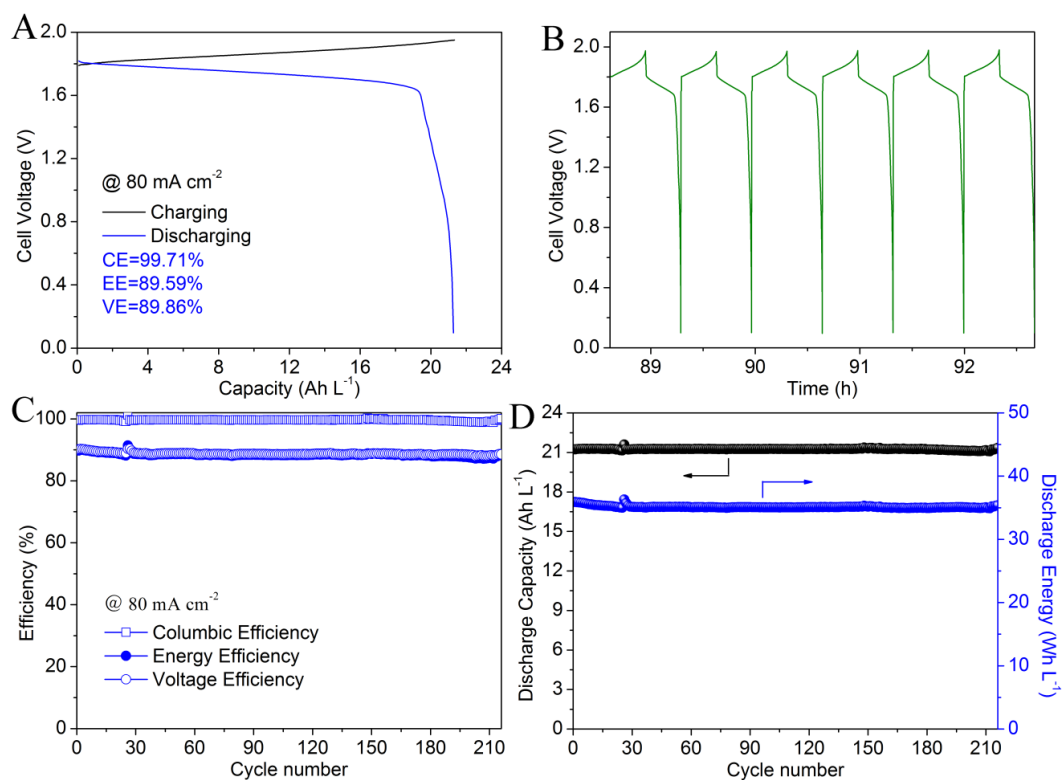 A
2.0
1.6
1.2
0.8
0.4
0.0
Cell Voltage (V)
@ 80 mA cm-2
Charging
Discharging
CE=99.71%
EE=89.59%
VE=89.86%
0 4 8 12 16 20 24
Capacity (Ah L-1)
B
2.0
1.6
1.2
0.8
0.4
0.0
Cell Voltage (V)
89 90 91 92
Time (h)
C
100
80
60
40
20
0
Efficiency (%)
@ 80 mA cm-2
Columbic Efficiency
Energy Efficiency
Voltage Efficiency
0 30 60 90 120 150 180 210
Cycle number
D
24
21
18
15
12
9
6
3
0
Discharge Capacity (Ah L-1)
50
40
30
20
10
0
Discharge Energy (Wh L-1)
0 30 60 90 120 150 180 210
Cycle number